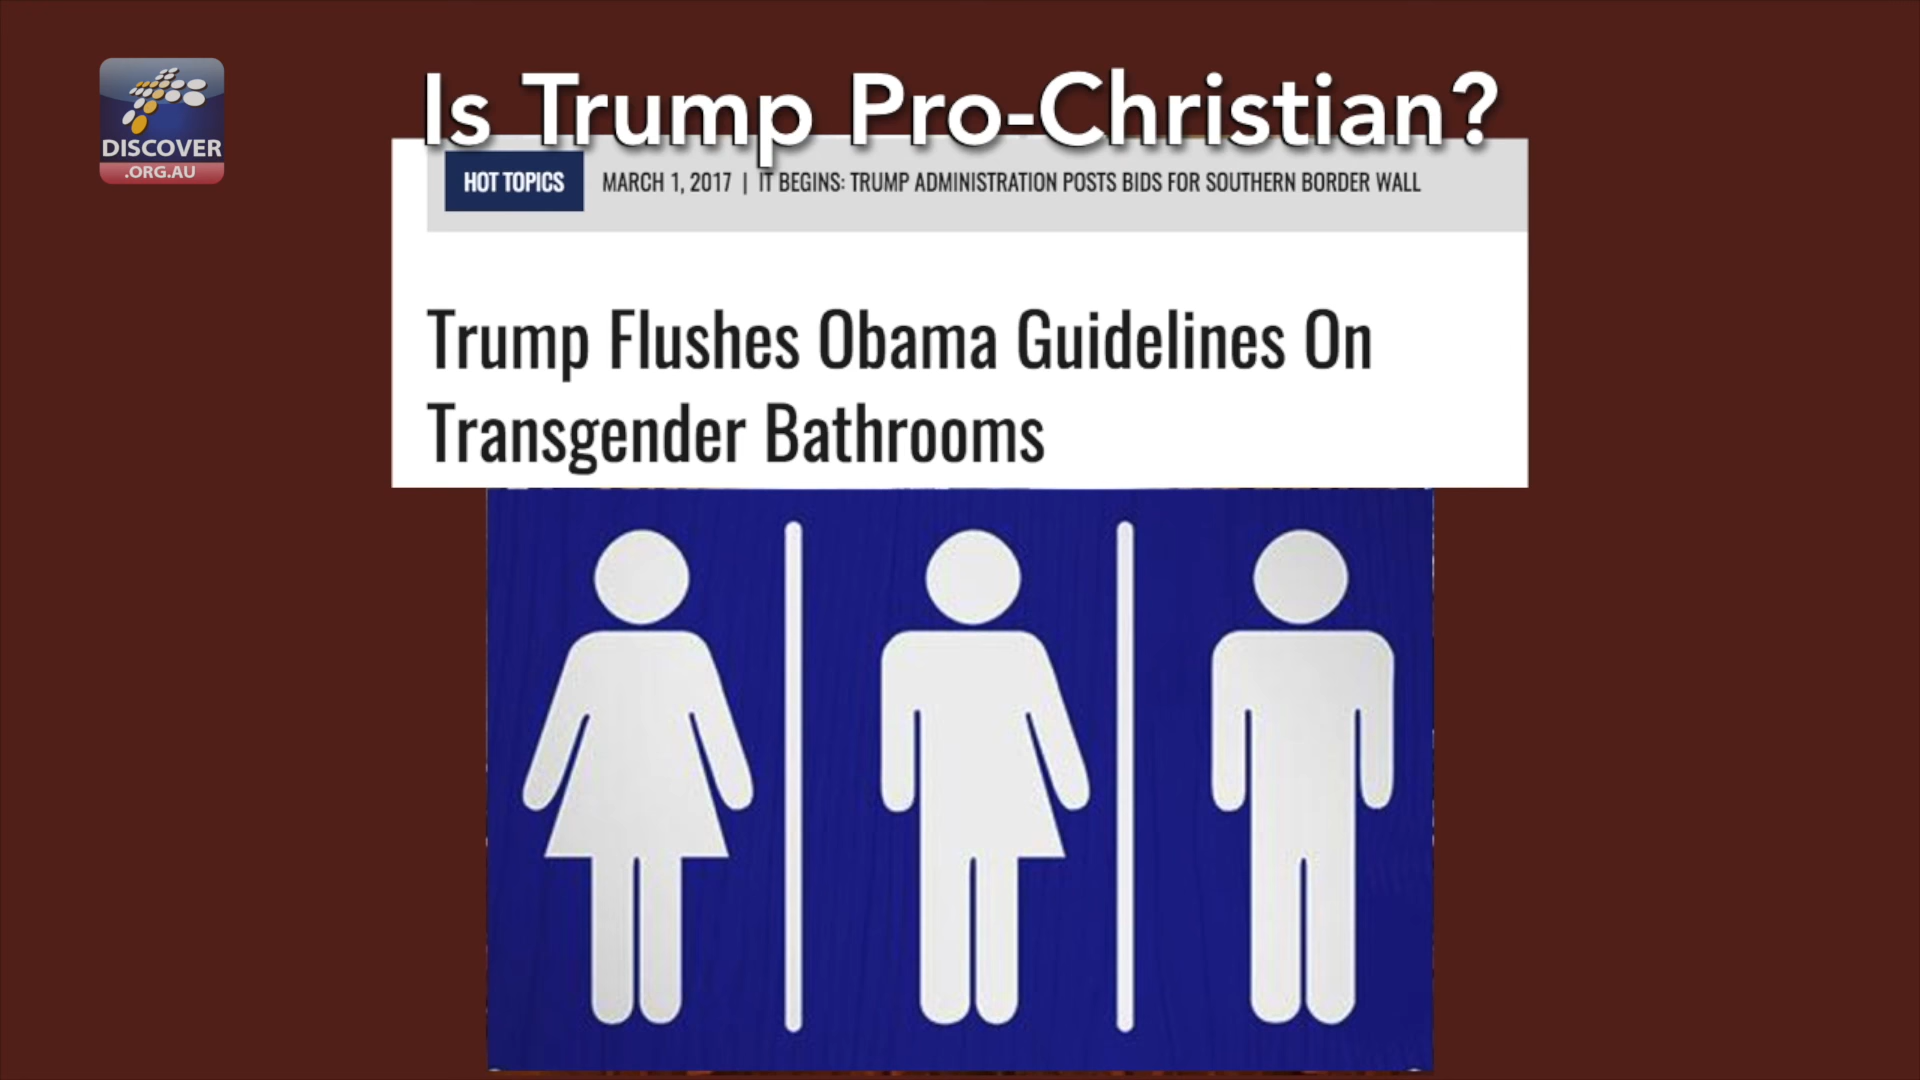 Is Trump Pro-Christian?
DISCOVER
.ORG.AU
HOT TOPICS MARCH 1, 2017 | IT BEGINS: TRUMP ADMINISTRATION POSTS BIDS FOR SOUTHERN BORDER WALL
Trump Flushes Obama Guidelines On
Transgender Bathrooms